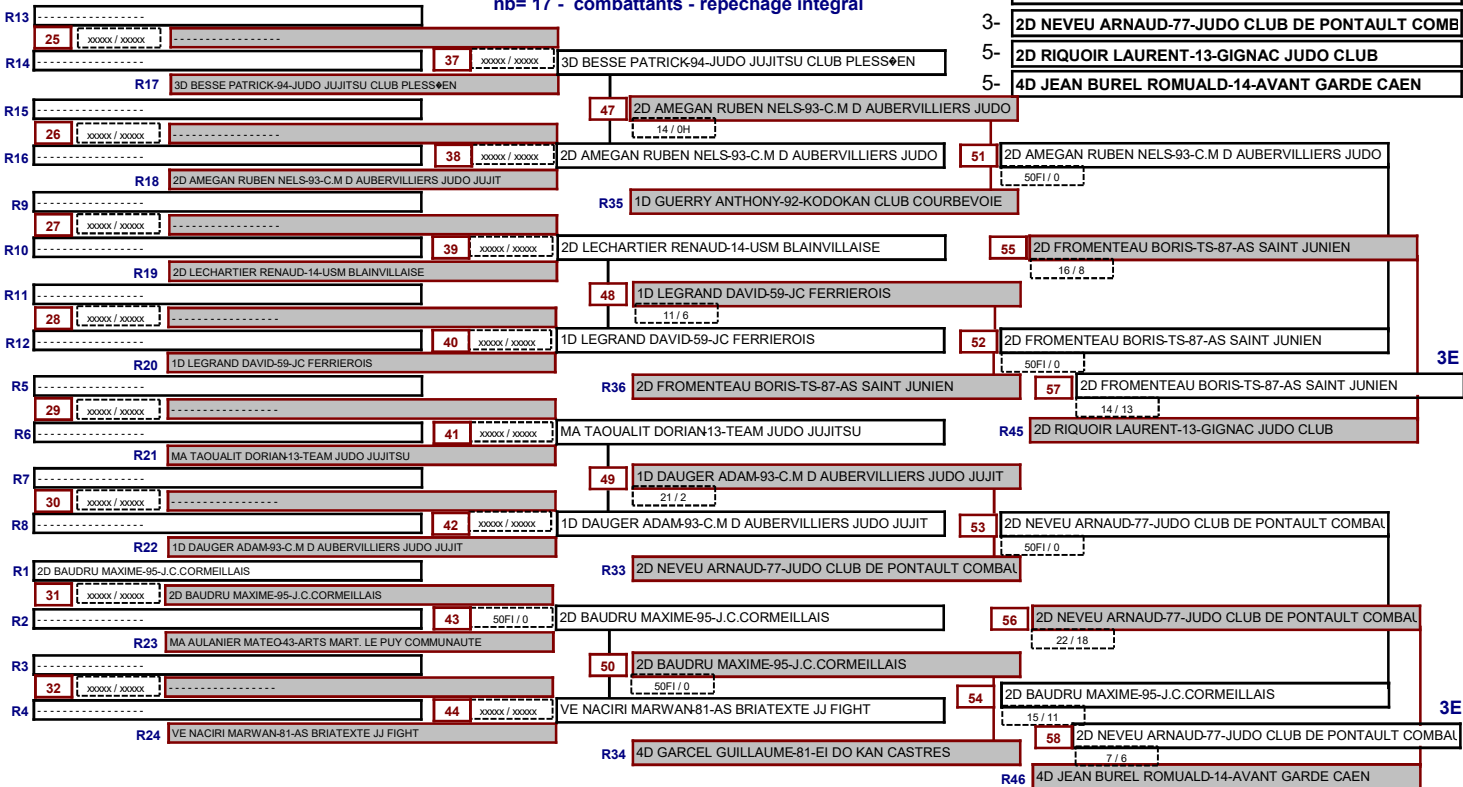 nb= 17 - combattants - repêchage intégral
3- 2D NEVEU ARNAUD-77-JUDO CLUB DE PONTAULT COMB
5- 2D RIQUOIR LAURENT-13-GIGNAC JUDO CLUB
5- 4D JEAN BUREL ROMUALD-14-AVANT GARDE CAEN
R13 ----------------
25 xxxxx / xxxxx ----------------
R14 ----------------
37 xxxxx / xxxxx 3D BESSE PATRICK-94-JUDO JUJITSU CLUB PLESS�EN
R17 3D BESSE PATRICK-94-JUDO JUJITSU CLUB PLESS�EN
R15 ----------------
47 2D AMEGAN RUBEN NELS-93-C.M D AUBERVILLIERS JUDO
14 / 0H
26 xxxxx / xxxxx ----------------
R16 ----------------
38 xxxxx / xxxxx 2D AMEGAN RUBEN NELS-93-C.M D AUBERVILLIERS JUDO
51 2D AMEGAN RUBEN NELS-93-C.M D AUBERVILLIERS JUDO
50FI / 0
R18 2D AMEGAN RUBEN NELS-93-C.M D AUBERVILLIERS JUDO JUJIT
R9 ----------------
R35 1D GUERRY ANTHONY-92-KODOKAN CLUB COURBEVOIE
27 xxxxx / xxxxx ----------------
R10 ----------------
39 xxxxx / xxxxx 2D LECHARTIER RENAUD-14-USM BLAINVILLAISE
55 2D FROMENTEAU BORIS-TS-87-AS SAINT JUNIEN
16 / 8
R19 2D LECHARTIER RENAUD-14-USM BLAINVILLAISE
R11 ----------------
48 1D LEGRAND DAVID-59-JC FERRIEROIS
11 / 6
28 xxxxx / xxxxx ----------------
R12 ----------------
40 xxxxx / xxxxx 1D LEGRAND DAVID-59-JC FERRIEROIS
52 2D FROMENTEAU BORIS-TS-87-AS SAINT JUNIEN
50FI / 0
3E
R20 1D LEGRAND DAVID-59-JC FERRIEROIS
R5 ----------------
R36 2D FROMENTEAU BORIS-TS-87-AS SAINT JUNIEN
57 2D FROMENTEAU BORIS-TS-87-AS SAINT JUNIEN
14 / 13
29 xxxxx / xxxxx ----------------
R6 ----------------
41 xxxxx / xxxxx MA TAOUALIT DORIAN-13-TEAM JUDO JUJITSU
R45 2D RIQUOIR LAURENT-13-GIGNAC JUDO CLUB
R21 MA TAOUALIT DORIAN-13-TEAM JUDO JUJITSU
R7 ----------------
49 1D DAUGER ADAM-93-C.M D AUBERVILLIERS JUDO JUJIT
21 / 2
30 xxxxx / xxxxx ----------------
R8 ----------------
42 xxxxx / xxxxx 1D DAUGER ADAM-93-C.M D AUBERVILLIERS JUDO JUJIT
53 2D NEVEU ARNAUD-77-JUDO CLUB DE PONTAULT COMBAU
50FI / 0
R22 1D DAUGER ADAM-93-C.M D AUBERVILLIERS JUDO JUJIT
R1 2D BAUDRU MAXIME-95-J.C.CORMEILLAIS
R33 2D NEVEU ARNAUD-77-JUDO CLUB DE PONTAULT COMBAU
31 xxxxx / xxxxx 2D BAUDRU MAXIME-95-J.C.CORMEILLAIS
R2 ----------------
43 50FI / 0 2D BAUDRU MAXIME-95-J.C.CORMEILLAIS
56 2D NEVEU ARNAUD-77-JUDO CLUB DE PONTAULT COMBAU
22 / 18
R23 MA AULANIER MATEO-43-ARTS MART. LE PUY COMMUNAUTE
R3 ----------------
50 2D BAUDRU MAXIME-95-J.C.CORMEILLAIS
50FI / 0
32 xxxxx / xxxxx ----------------
54 2D BAUDRU MAXIME-95-J.C.CORMEILLAIS
15 / 11
R4 ----------------
44 xxxxx / xxxxx VE NACIRI MARWAN-81-AS BRIATEXTE JJ FIGHT
3E
R24 VE NACIRI MARWAN-81-AS BRIATEXTE JJ FIGHT
58 2D NEVEU ARNAUD-77-JUDO CLUB DE PONTAULT COMBAU
7 / 6
R34 4D GARCEL GUILLAUME-81-EI DO KAN CASTRES
R46 4D JEAN BUREL ROMUALD-14-AVANT GARDE CAEN